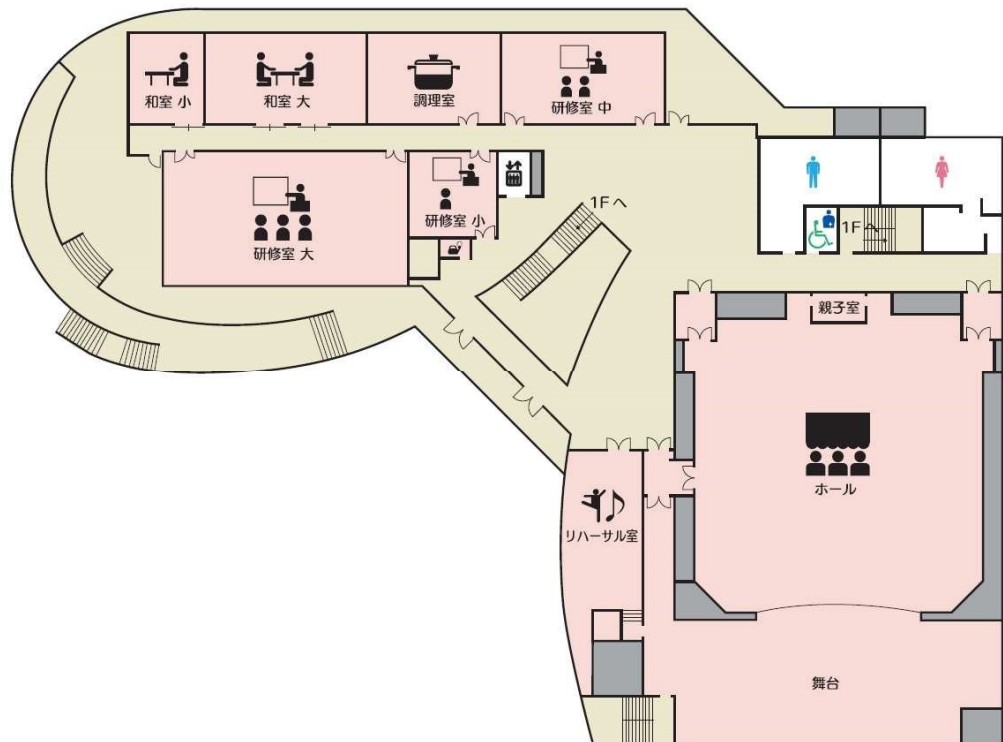 和室 小
和室 大
調理室
研修室 中
研修室 大
研修室 小
1Fへ
1Fへ
親子室
ホール
リハーサル室
舞台